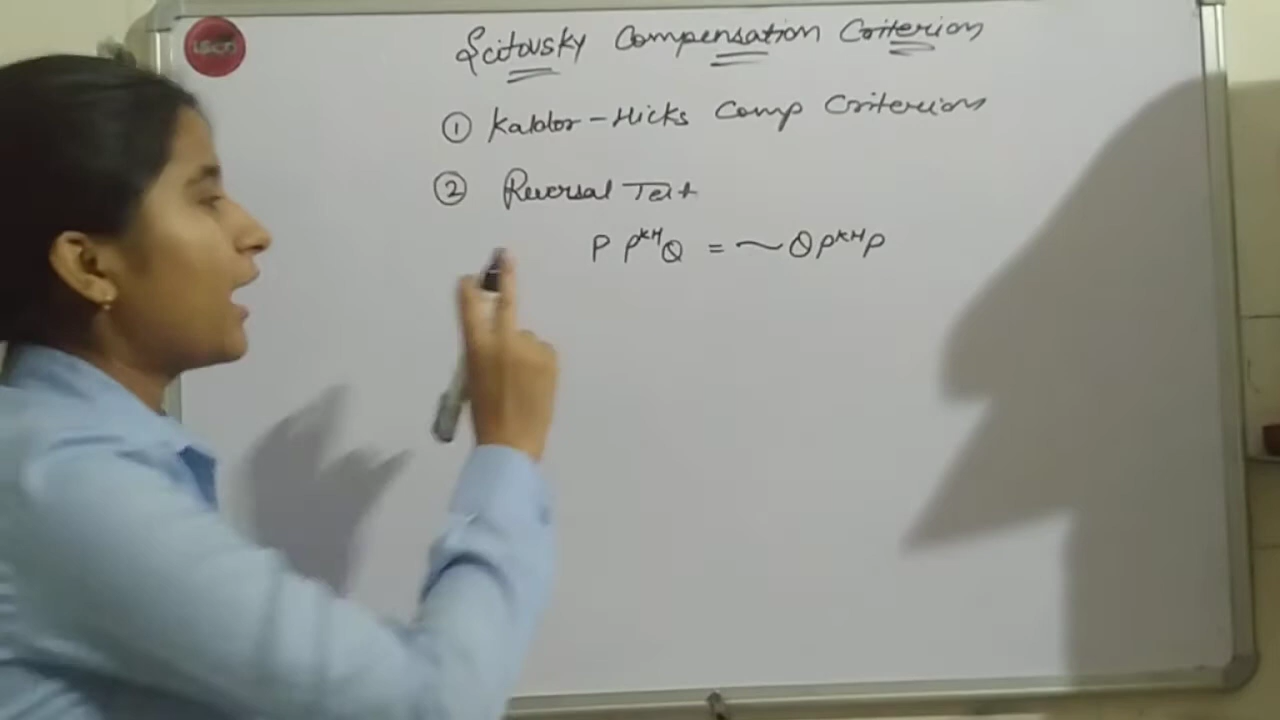 Scitovsky Compensation Criterion
① Kaldor-Hicks Comp Criterion
② Reversal Test
P P^KH Q = ~ Q P^KH P